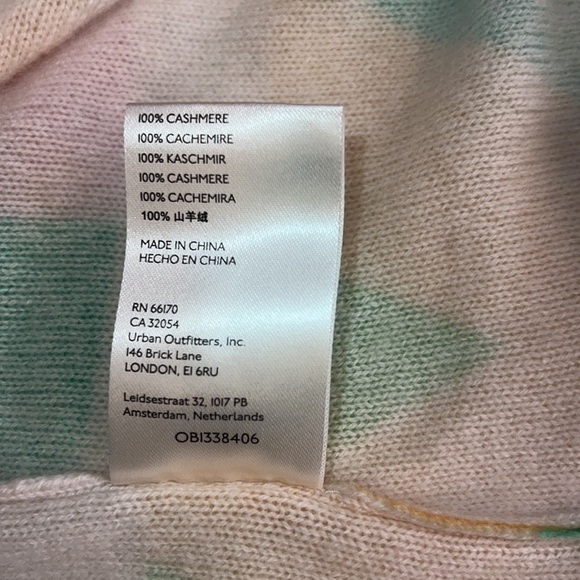 100% CASHMERE
100% CACHEMIRE
100% KASCHMIR
100% CASHMERE
100% CACHEMIRA
100% 山羊绒
MADE IN CHINA
HECHO EN CHINA
RN 66170
CA 32054
Urban Outfitters, Inc.
146 Brick Lane
LONDON, E1 6RU
Leidsestraat 32, 1017 PB
Amsterdam, Netherlands
OB1338406